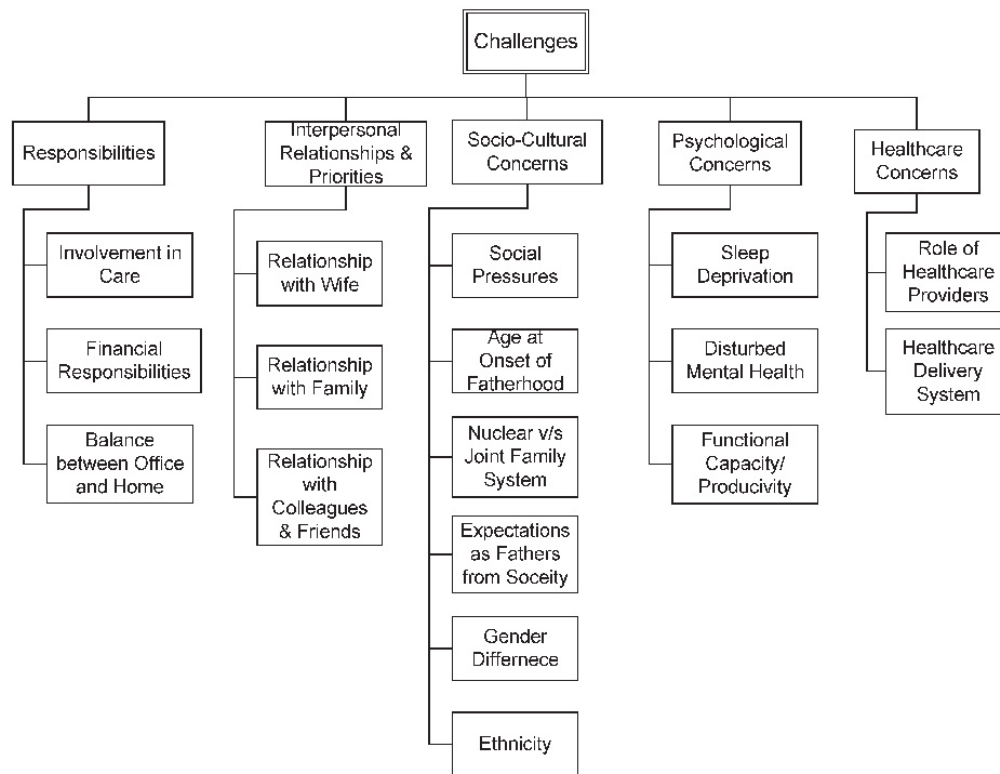 Challenges
Responsibilities
Involvement in
Care
Financial
Responsibilities
Balance
between Office
and Home
Interpersonal
Relationships &
Priorities
Relationship
with Wife
Relationship
with Family
Relationship
with
Colleagues
& Friends
Socio-Cultural
Concerns
Social
Pressures
Age at
Onset of
Fatherhood
Nuclear v/s
Joint Family
System
Expectations
as Fathers
from Soceity
Gender
Differnece
Ethnicity
Psychological
Concerns
Sleep
Deprivation
Disturbed
Mental Health
Functional
Capacity/
Producivity
Healthcare
Concerns
Role of
Healthcare
Providers
Healthcare
Delivery
System